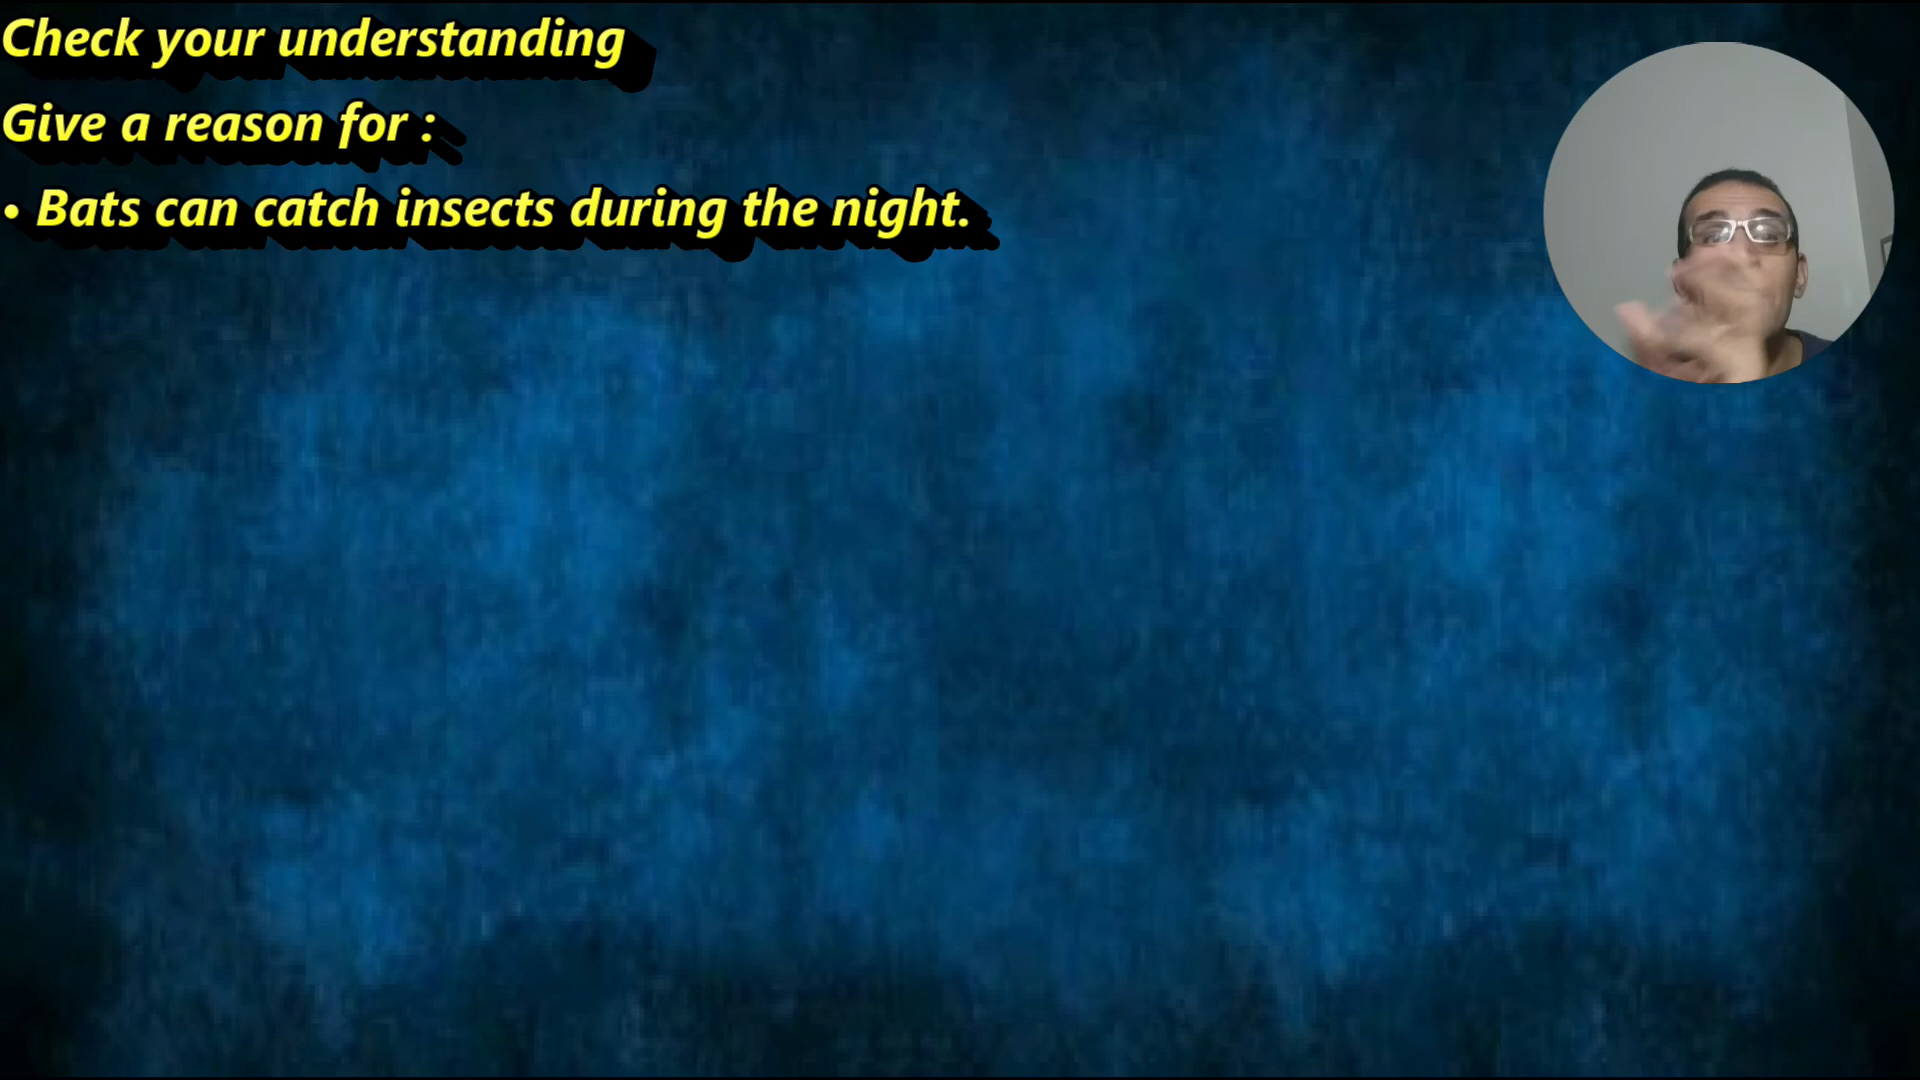 Check your understanding
Give a reason for :
• Bats can catch insects during the night.